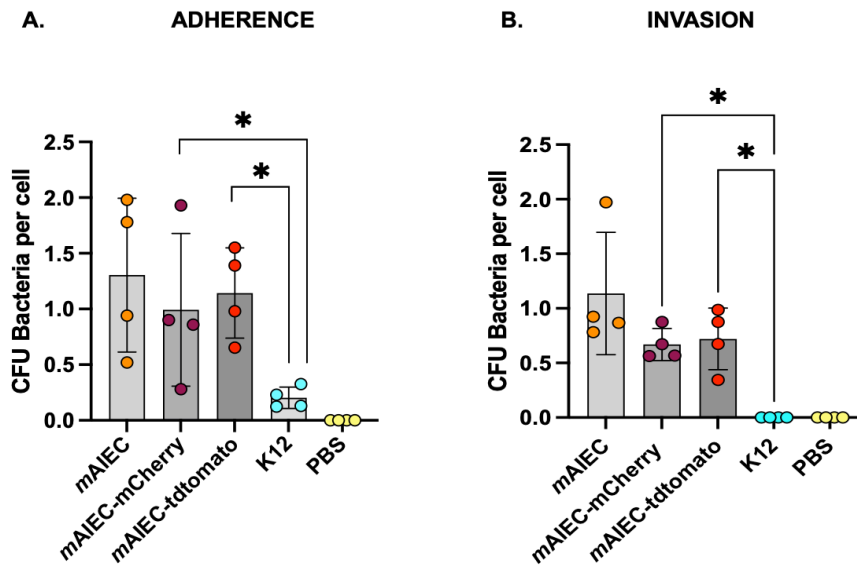 A. ADHERENCE
CFU Bacteria per cell
2.5
2.0
1.5
1.0
0.5
0.0
*
*
mAIEC
mAIEC-mCherry
mAIEC-tdtomato
K12
PBS
B. INVASION
CFU Bacteria per cell
2.5
2.0
1.5
1.0
0.5
0.0
*
*
mAIEC
mAIEC-mCherry
mAIEC-tdtomato
K12
PBS